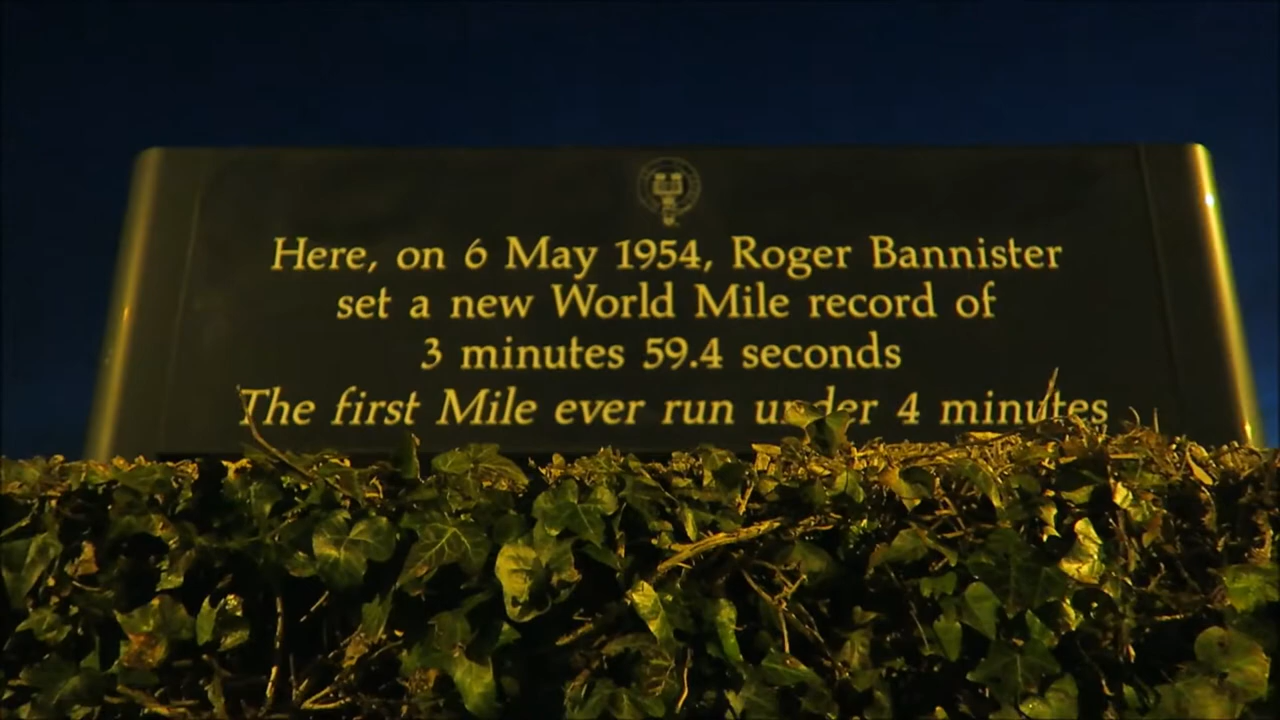 Here, on 6 May 1954, Roger Bannister
set a new World Mile record of
3 minutes 59.4 seconds
The first Mile ever run under 4 minutes